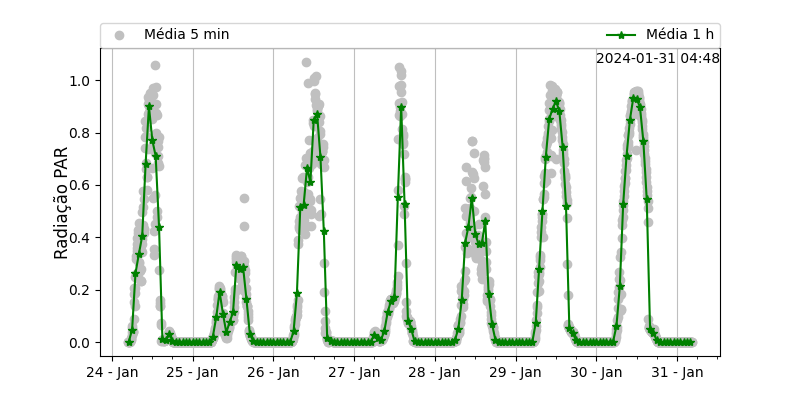 Média 5 min
Média 1 h
2024-01-31 04:48
Radiação PAR
1.0
0.8
0.6
0.4
0.2
0.0
24 - Jan
25 - Jan
26 - Jan
27 - Jan
28 - Jan
29 - Jan
30 - Jan
31 - Jan